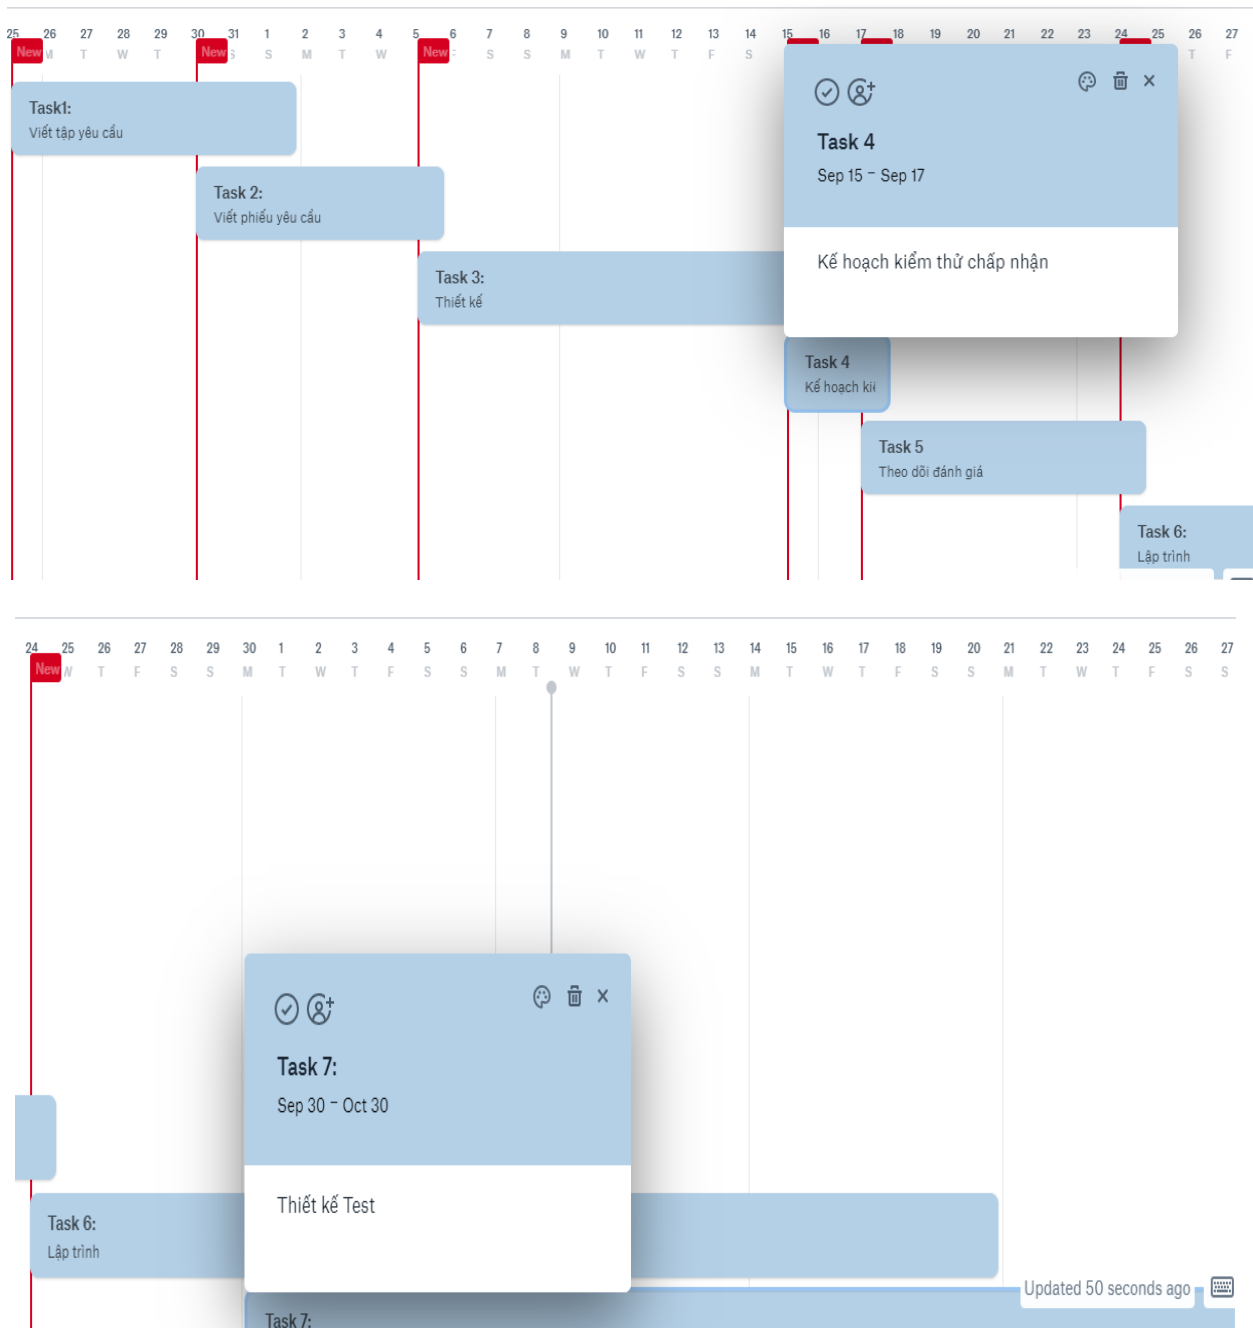 25 26 27 28 29 30 31 1 2 3 4 5 6 7 8 9 10 11 12 13 14 15 16 17 18 19 20 21 22 23 24 25 26 27
New M T W T New S S M T W New F S S M T W T F S T F
Task1:
Viết tập yêu cầu
Task 2:
Viết phiếu yêu cầu
Task 3:
Thiết kế
Task 4
Sep 15 – Sep 17
Kế hoạch kiểm thử chấp nhận
Task 4
Kế hoạch kiể
Task 5
Theo dõi đánh giá
Task 6:
Lập trình
24 25 26 27 28 29 30 1 2 3 4 5 6 7 8 9 10 11 12 13 14 15 16 17 18 19 20 21 22 23 24 25 26 27
New W T F S S M T W T F S S M T W T F S S M T W T F S S M T W T F S S
Task 7:
Sep 30 – Oct 30
Thiết kế Test
Task 6:
Lập trình
Updated 50 seconds ago
Task 7: